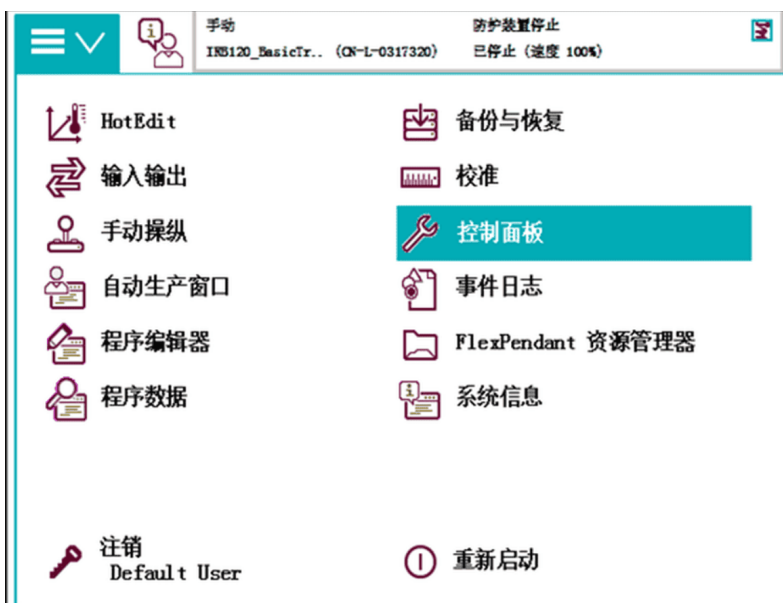 手动
防护装置停止
IRB120_BasicTr.. (CN-L-0317320)
已停止 (速度 100%)
HotEdit
备份与恢复
输入输出
校准
手动操纵
控制面板
自动生产窗口
事件日志
程序编辑器
FlexPendant 资源管理器
程序数据
系统信息
注销
Default User
重新启动